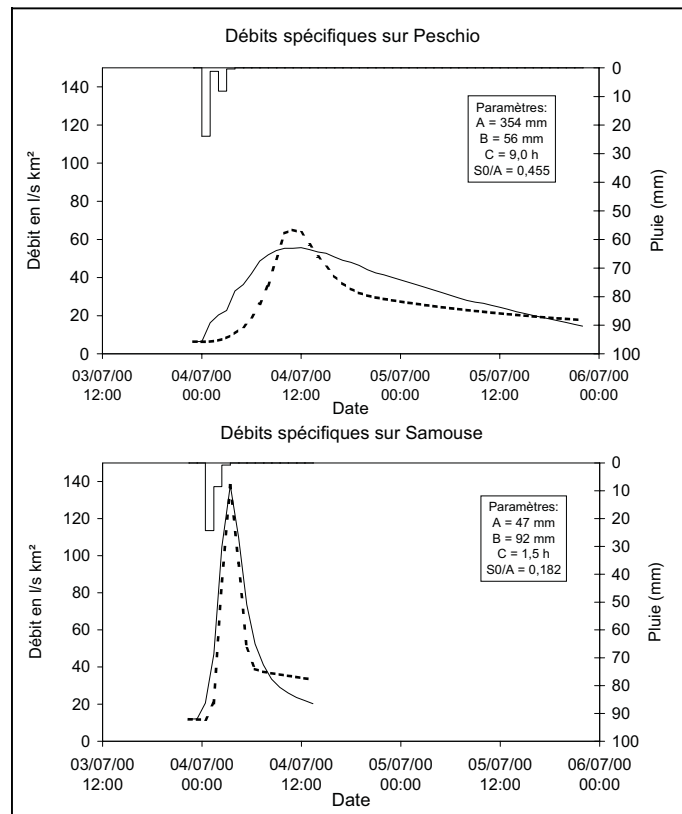 Débits spécifiques sur Peschio
140
120
100
80
60
40
20
0
Débit en l/s km²
0
10
20
30
40
50
60
70
80
90
100
Pluie (mm)
Paramètres:
A = 354 mm
B = 56 mm
C = 9,0 h
S0/A = 0,455
03/07/00 04/07/00 04/07/00 05/07/00 05/07/00 06/07/00
12:00 00:00 12:00 00:00 12:00 00:00
Date
Débits spécifiques sur Samouse
140
120
100
80
60
40
20
0
Débit en l/s km²
0
10
20
30
40
50
60
70
80
90
100
Pluie (mm)
Paramètres:
A = 47 mm
B = 92 mm
C = 1,5 h
S0/A = 0,182
03/07/00 04/07/00 04/07/00 05/07/00 05/07/00 06/07/00
12:00 00:00 12:00 00:00 12:00 00:00
Date